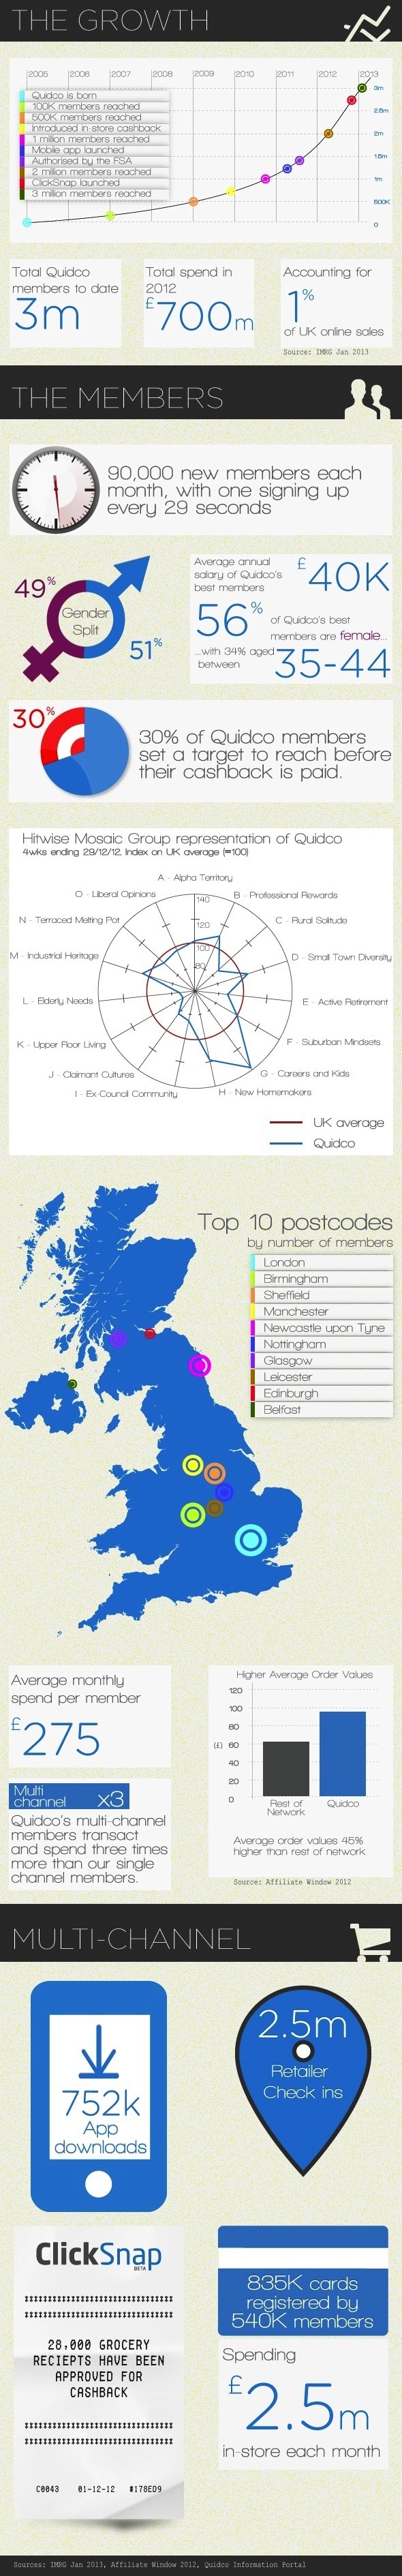 THE GROWTH
2005 2006 2007 2008 2009 2010 2011 2012 2013
Quidco is born
100K members reached
500K members reached
Introduced in-store cashback
1 million members reached
Mobile app launched
Authorised by the FSA
2 million members reached
ClickSnap launched
3 million members reached
3m
2.5m
2m
1.5m
1m
500K
0
Total Quidco
members to date
3m
Total spend in
2012
£700m
Accounting for
1%
of UK online sales
Source: IMRG Jan 2013
THE MEMBERS
90,000 new members each
month, with one signing up
every 29 seconds
49%
Gender
Split
51%
Average annual
salary of Quidco's
best members
£40K
56% of Quidco's best
members are female...
...with 34% aged
between
35-44
30%
30% of Quidco members
set a target to reach before
their cashback is paid.
Hitwise Mosaic Group representation of Quidco
4wks ending 29/12/12. Index on UK average (=100)
A - Alpha Territory
O - Liberal Opinions
B - Professional Rewards
N - Terraced Melting Pot
C - Rural Solitude
M - Industrial Heritage
D - Small Town Diversity
L - Elderly Needs
E - Active Retirement
K - Upper Floor Living
F - Suburban Mindsets
J - Claimant Cultures
G - Careers and Kids
I - Ex-Council Community
H - New Homemakers
140
120
100
80
UK average
Quidco
Top 10 postcodes
by number of members
London
Birmingham
Sheffield
Manchester
Newcastle upon Tyne
Nottingham
Glasgow
Leicester
Edinburgh
Belfast
Average monthly
spend per member
£275
Multi
channel x3
Quidco's multi-channel
members transact
and spend three times
more than our single
channel members.
Higher Average Order Values
120
100
80
(£) 60
40
20
0
Rest of
Network
Quidco
Average order values 45%
higher than rest of network
Source: Affiliate Window 2012
MULTI-CHANNEL
752k
App
downloads
2.5m
Retailer
Check ins
ClickSnap
BETA
28,000 GROCERY
RECIEPTS HAVE BEEN
APPROVED FOR
CASHBACK
C0043 01-12-12 #178ED9
835K cards
registered by
540K members
Spending
£2.5m
in-store each month
Sources: IMRG Jan 2013, Affiliate Window 2012, Quidco Information Portal